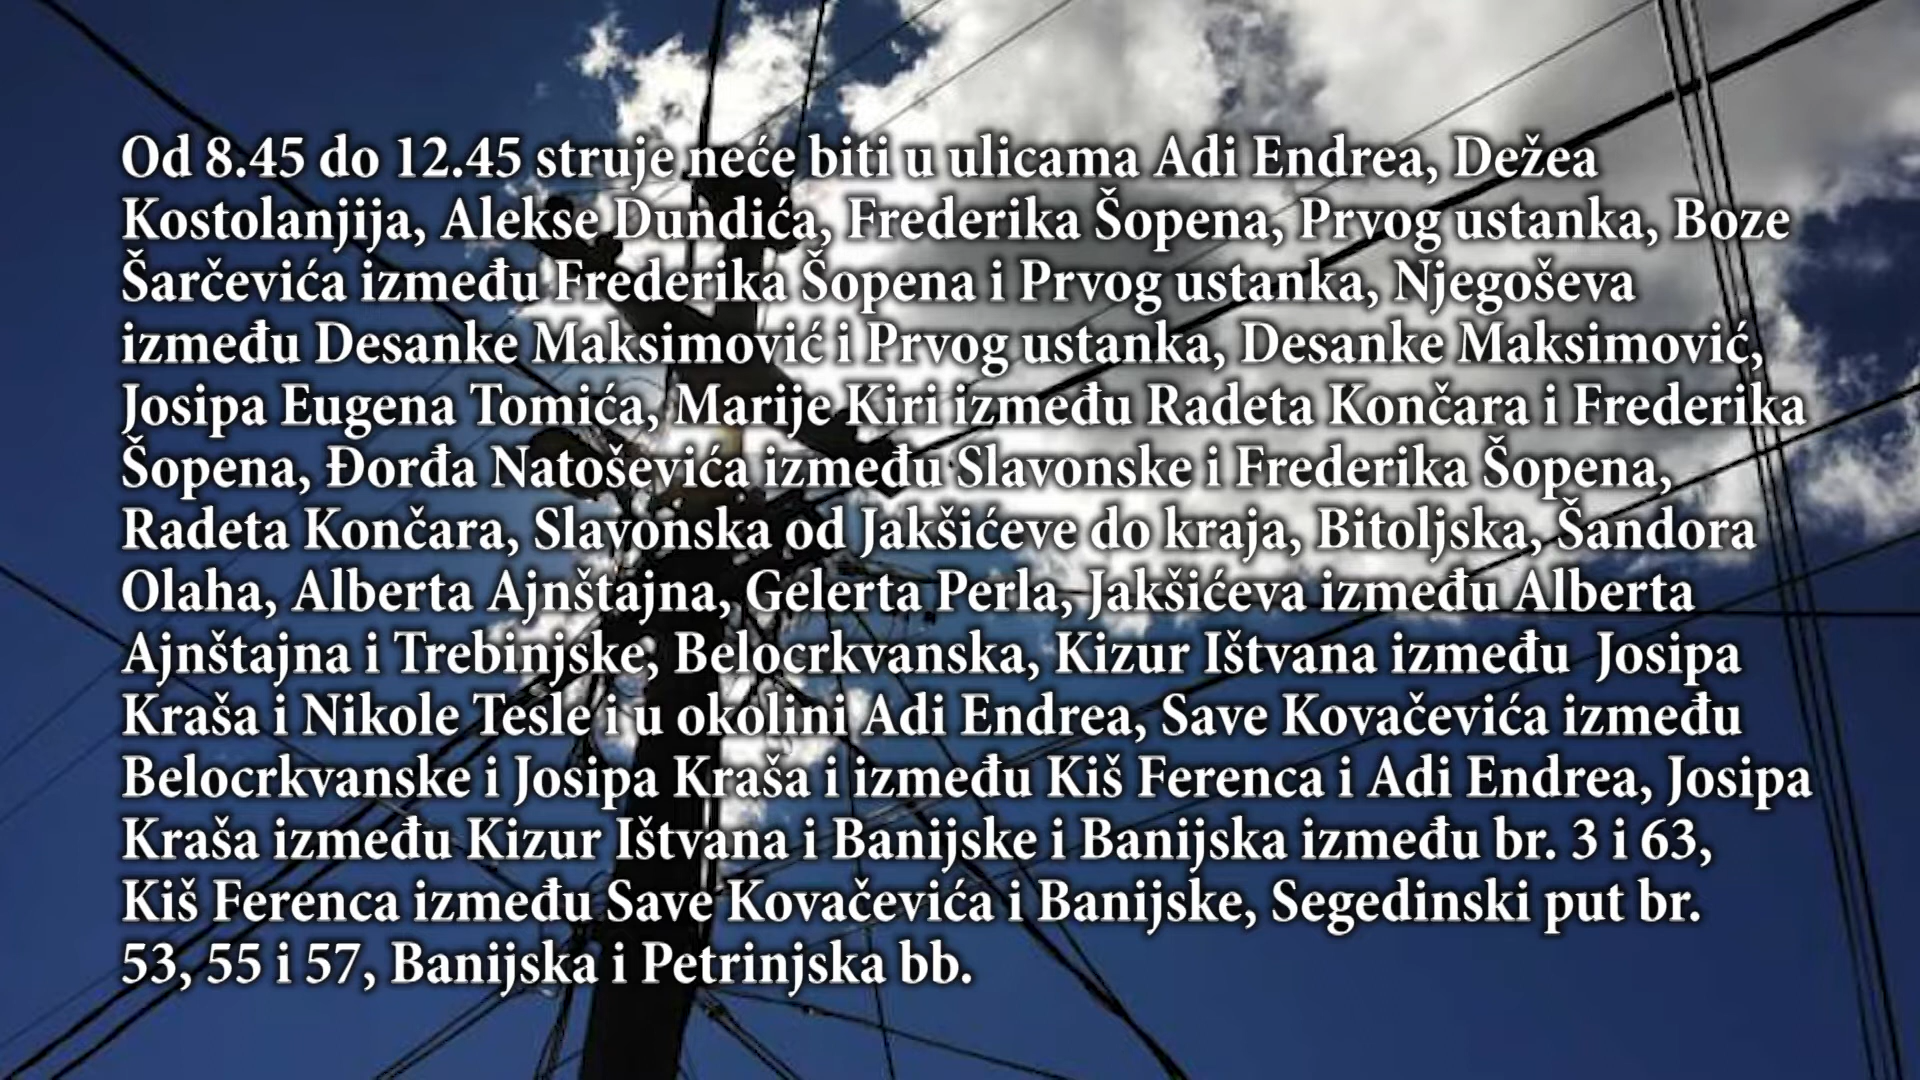 Od 8.45 do 12.45 struje neće biti u ulicama Adi Endrea, Dežea
Kostolanjija, Alekse Dundića, Frederika Šopena, Prvog ustanka, Boze
Šarčevića između Frederika Šopena i Prvog ustanka, Njegoševa
između Desanke Maksimović i Prvog ustanka, Desanke Maksimović,
Josipa Eugena Tomića, Marije Kiri između Radeta Končara i Frederika
Šopena, Đorđa Natoševića između Slavonske i Frederika Šopena,
Radeta Končara, Slavonska od Jakšićeve do kraja, Bitoljska, Šandora
Olaha, Alberta Ajnštajna, Gelerta Perla, Jakšićeva između Alberta
Ajnštajna i Trebinjske, Belocrkvanska, Kizur Ištvana između Josipa
Kraša i Nikole Tesle i u okolini Adi Endrea, Save Kovačevića između
Belocrkvanske i Josipa Kraša i između Kiš Ferenca i Adi Endrea, Josipa
Kraša između Kizur Ištvana i Banijske i Banijska između br. 3 i 63,
Kiš Ferenca između Save Kovačevića i Banijske, Segedinski put br.
53, 55 i 57, Banijska i Petrinjska bb.